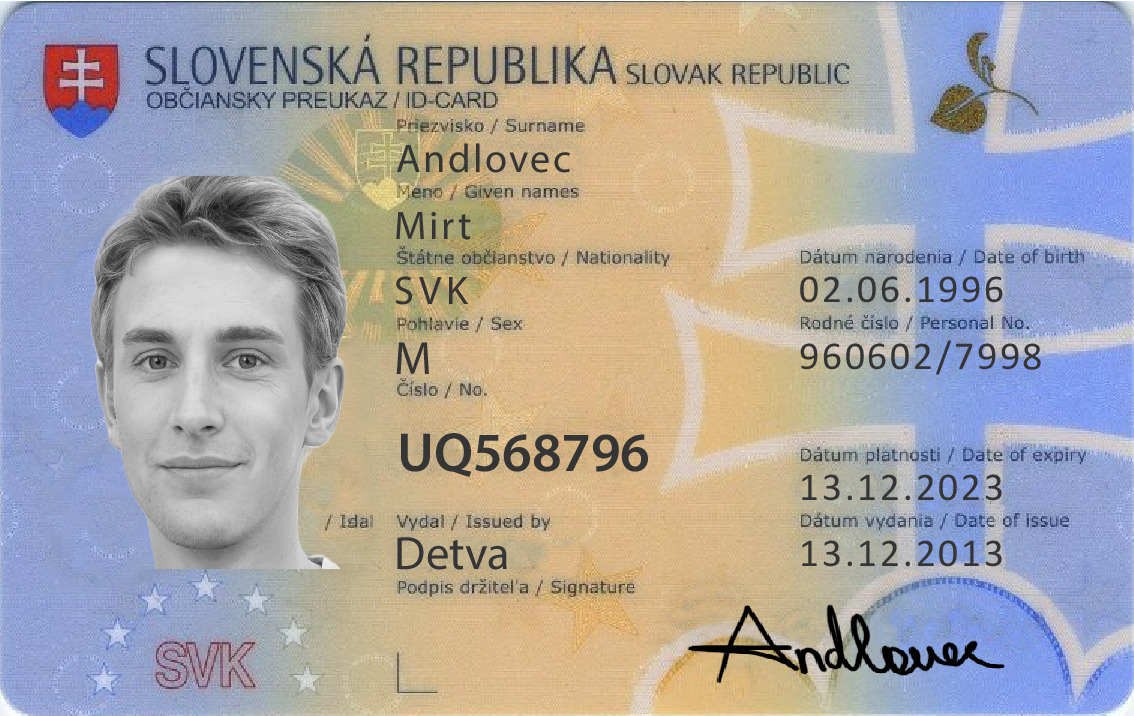 SLOVENSKÁ REPUBLIKA SLOVAK REPUBLIC
OBČIANSKY PREUKAZ / ID-CARD
Priezvisko / Surname
Andlovec
Meno / Given names
Mirt
Štátne občianstvo / Nationality
SVK
Dátum narodenia / Date of birth
02.06.1996
Pohlavie / Sex
M
Rodné číslo / Personal No.
960602/7998
Číslo / No.
UQ568796
Dátum platnosti / Date of expiry
13.12.2023
/ Isdal Vydal / Issued by
Detva
Dátum vydania / Date of issue
13.12.2013
Podpis držiteľa / Signature
Andlovec
SVK